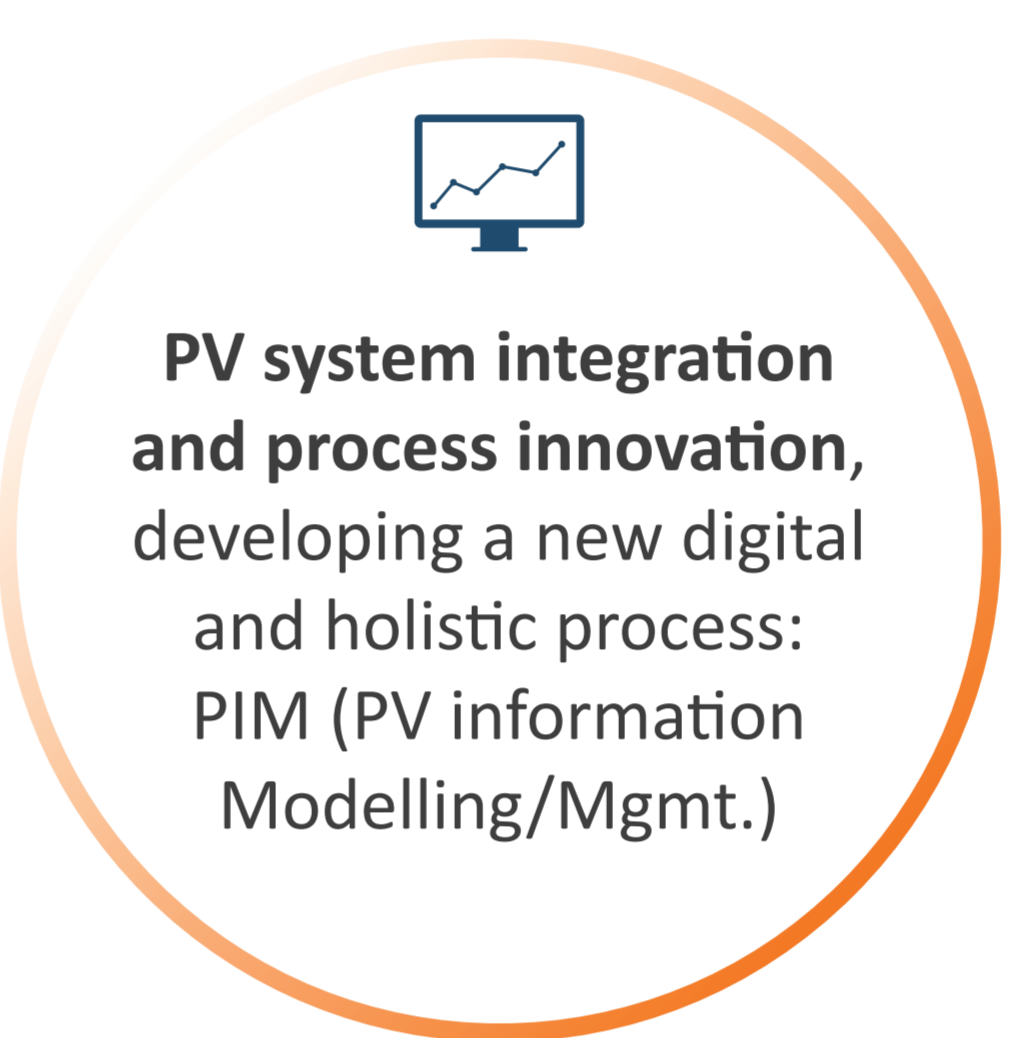 PV system integration
and process innovation,
developing a new digital
and holistic process:
PIM (PV information
Modelling/Mgmt.)